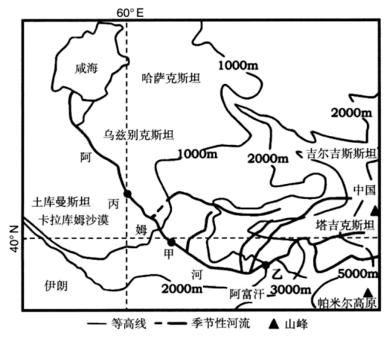 60°E
咸海
哈萨克斯坦
1000m
2000m
乌兹别克斯坦
吉尔吉斯斯坦
阿
1000m
2000m
中国
土库曼斯坦
丙
卡拉库姆沙漠
姆
塔吉克斯坦
40°N
甲
乙
伊朗
河
5000m
2000m
3000m
阿富汗
帕米尔高原
等高线
季节性河流
山峰